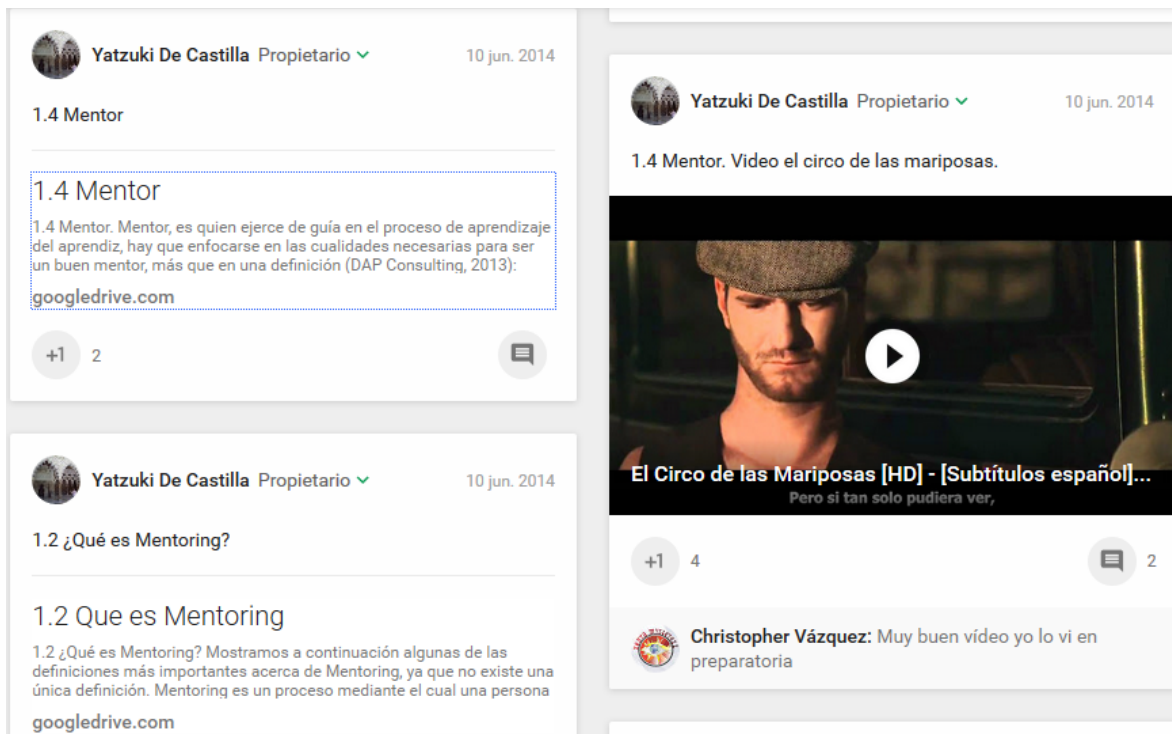 Yatzuki De Castilla Propietario
10 jun. 2014
1.4 Mentor
1.4 Mentor
1.4 Mentor. Mentor, es quien ejerce de guía en el proceso de aprendizaje
del aprendiz, hay que enfocarse en las cualidades necesarias para ser
un buen mentor, más que en una definición (DAP Consulting, 2013):
googledrive.com
+1 2
Yatzuki De Castilla Propietario
10 jun. 2014
1.2 ¿Qué es Mentoring?
1.2 Que es Mentoring
1.2 ¿Qué es Mentoring? Mostramos a continuación algunas de las
definiciones más importantes acerca de Mentoring, ya que no existe una
única definición. Mentoring es un proceso mediante el cual una persona
googledrive.com
Yatzuki De Castilla Propietario
10 jun. 2014
1.4 Mentor. Video el circo de las mariposas.
El Circo de las Mariposas [HD] - [Subtítulos español]...
Pero si tan solo pudiera ver,
+1 4
2
Christopher Vázquez: Muy buen vídeo yo lo vi en
preparatoria